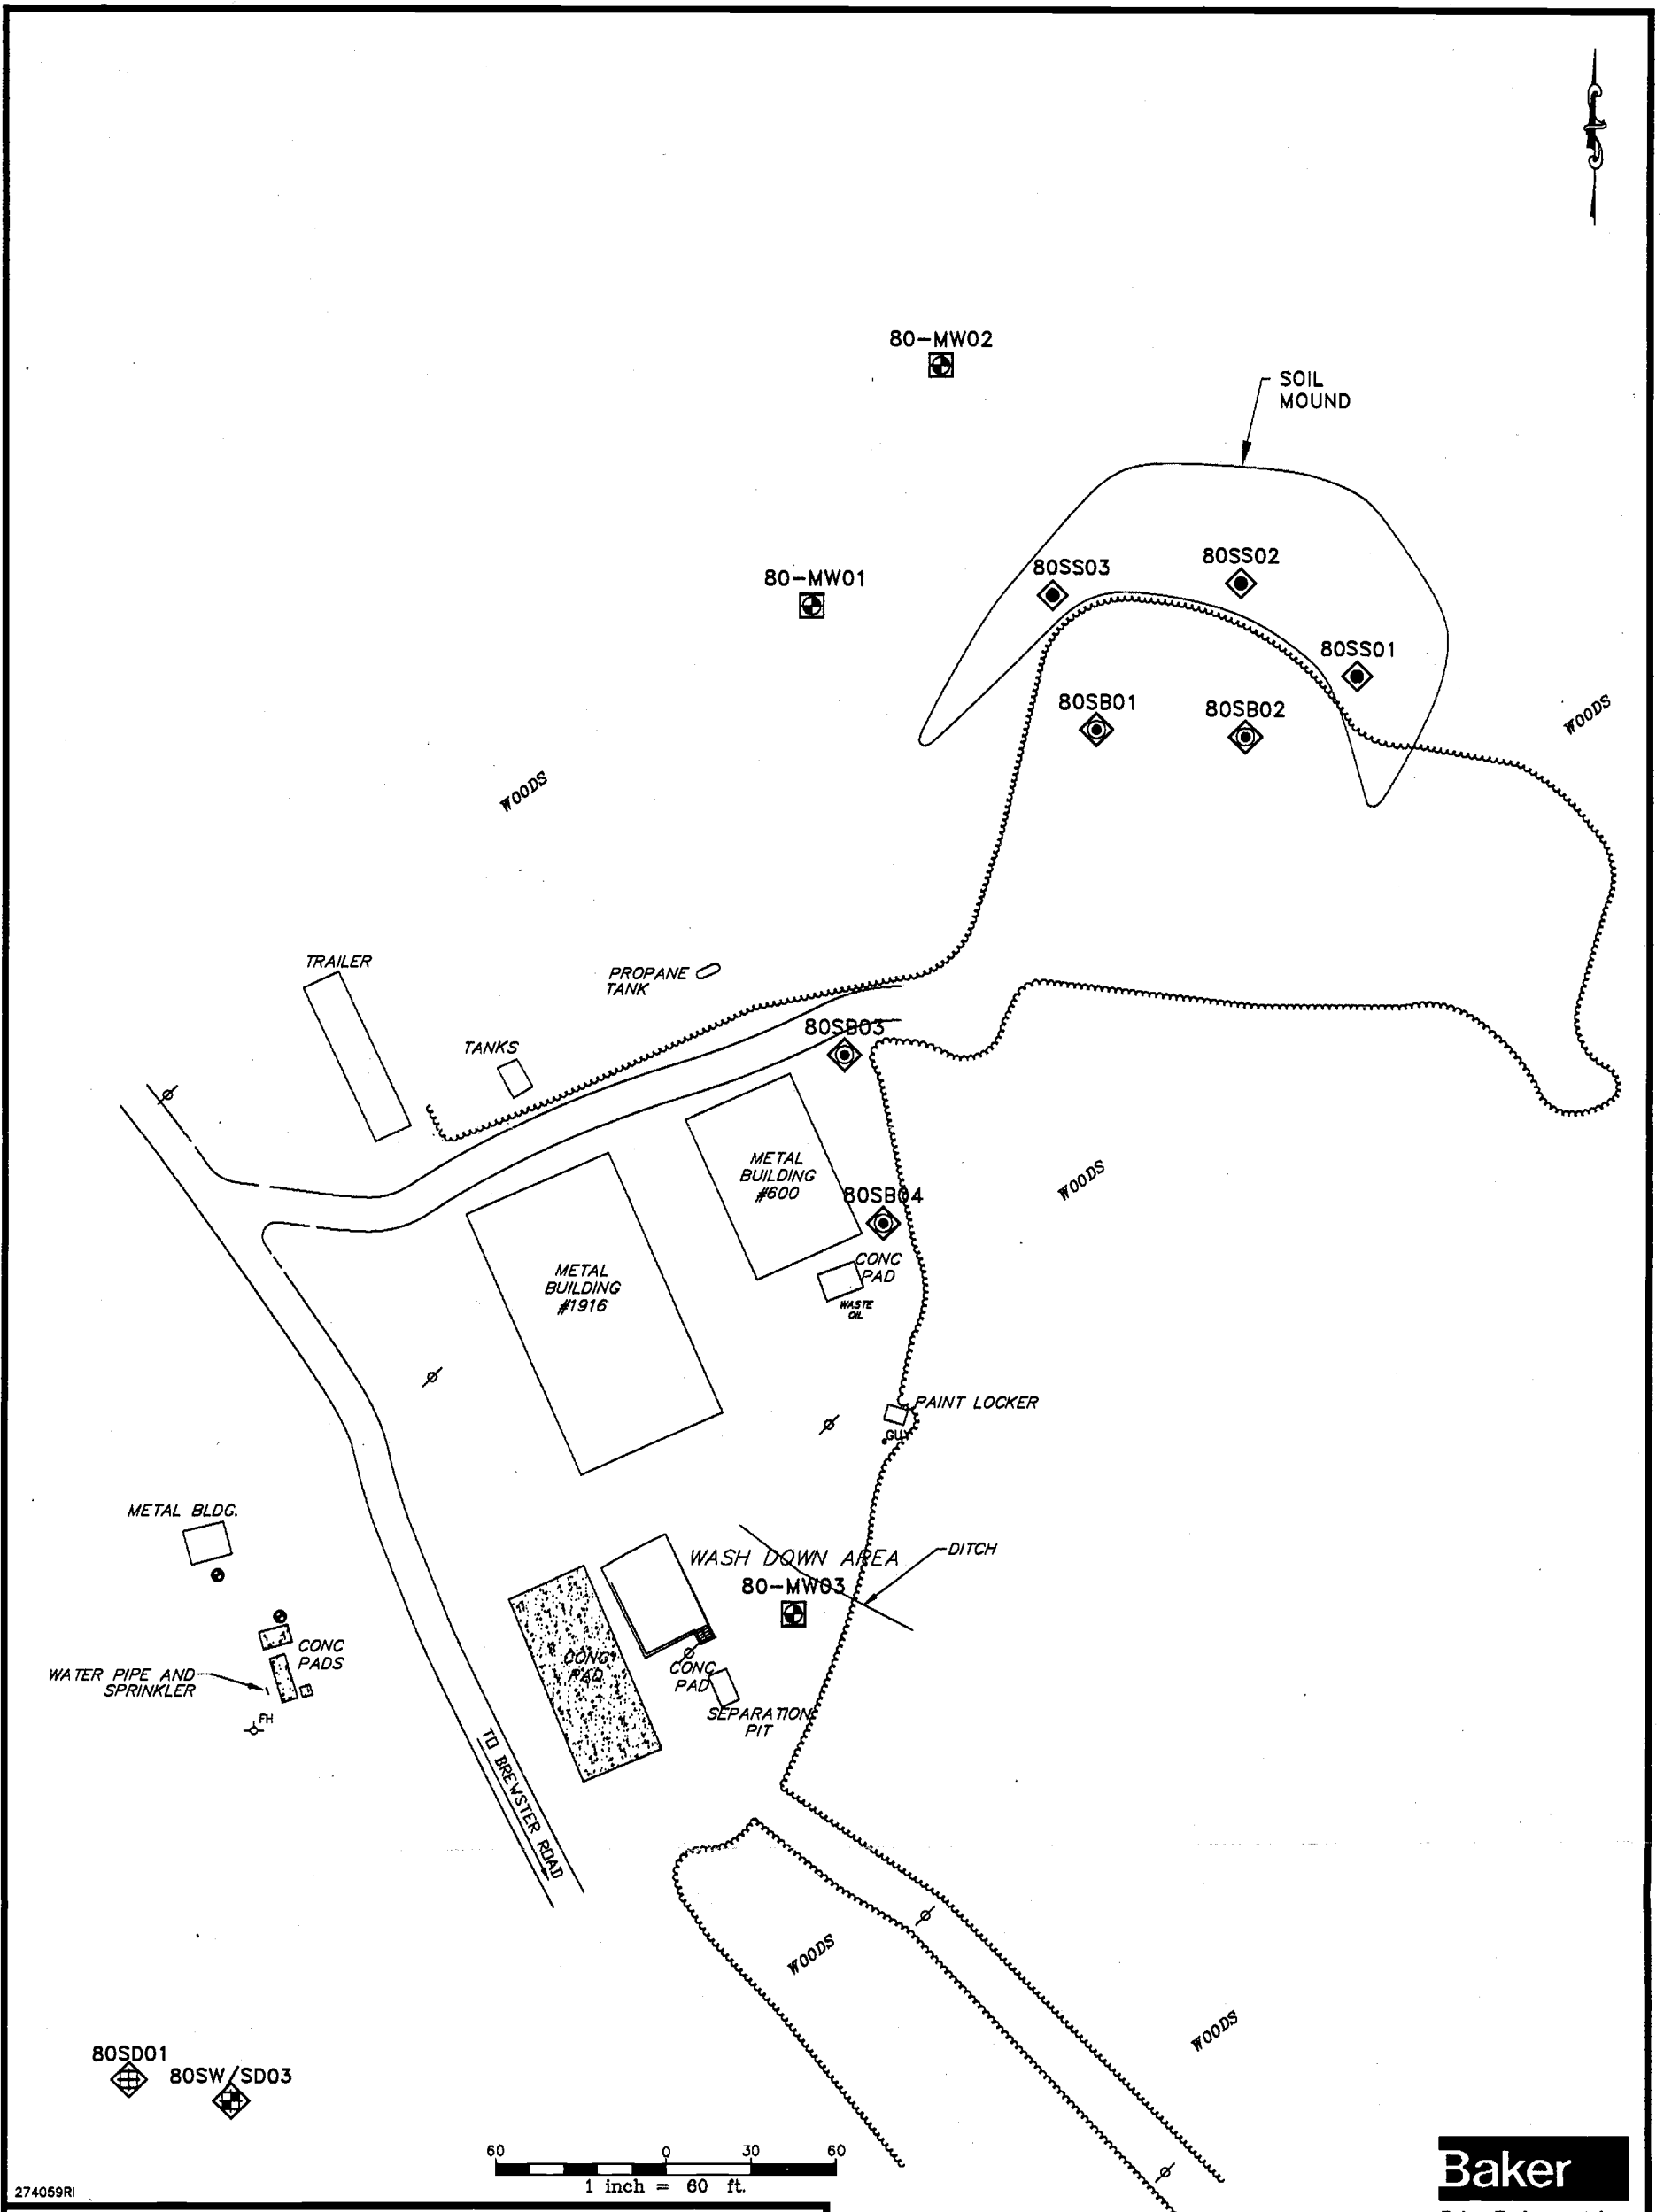 80-MW02
SOIL
MOUND
80SS03
80SS02
80-MW01
80SS01
80SB01
80SB02
WOODS
WOODS
TRAILER
PROPANE
TANK
80SB03
TANKS
METAL
BUILDING
#600
WOODS
80SB04
CONC
PAD
METAL
BUILDING
#1916
WASTE
OIL
PAINT LOCKER
GUY
METAL BLDG.
WASH DOWN AREA
DITCH
80-MW03
CONC
PADS
CONC
PAD
CONC
PAD
WATER PIPE AND
SPRINKLER
FH
SEPARATION
PIT
TO BREWSTER ROAD
WOODS
WOODS
80SD01
80SW/SD03
60 0 30 60
1 inch = 60 ft.
Baker
274059RI